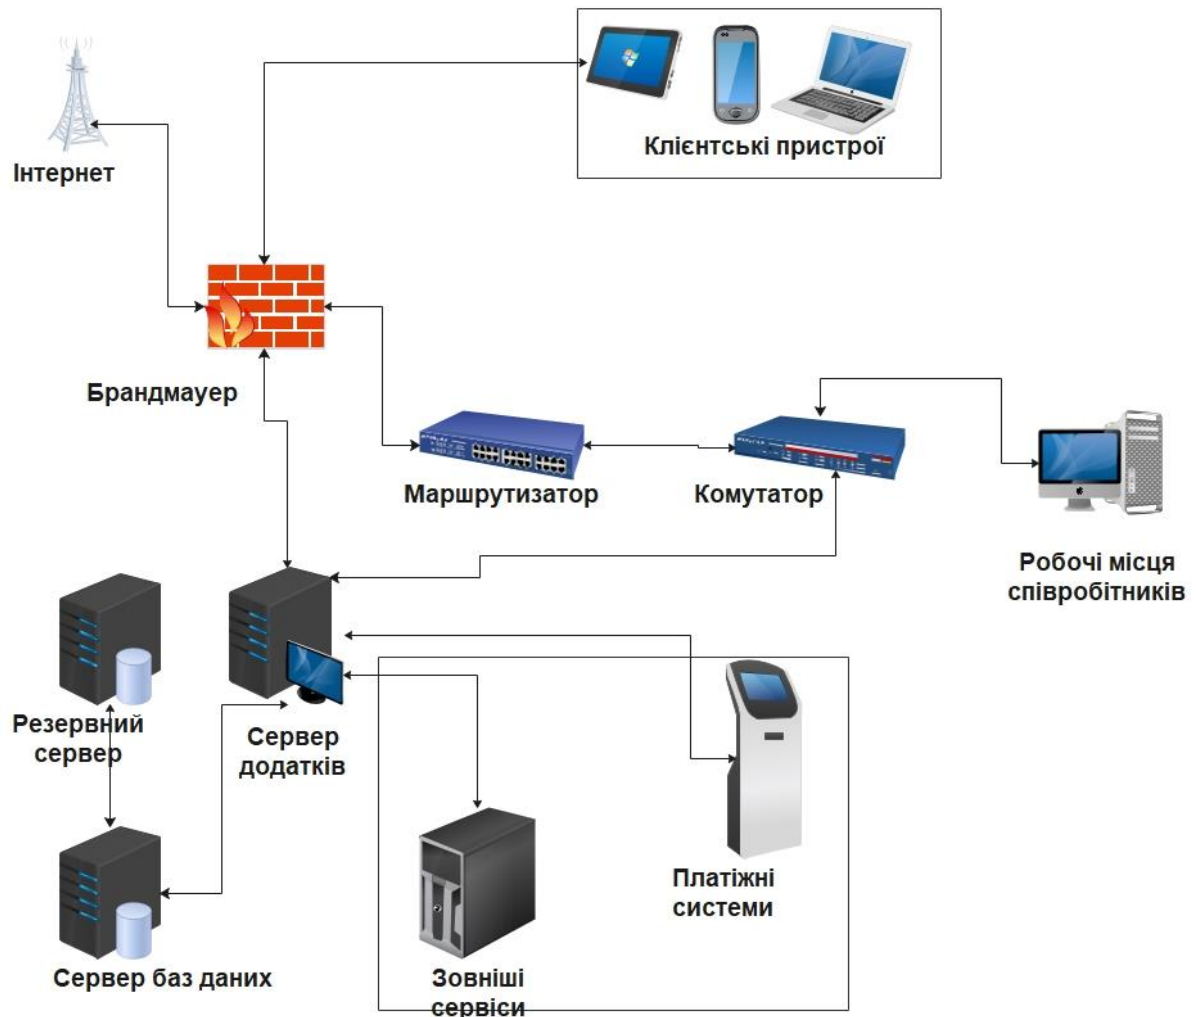 Клієнтські пристрої
Інтернет
Брандмауер
Маршрутизатор
Комутатор
Робочі місця
співробітників
Резервний
сервер
Сервер
додатків
Платіжні
системи
Сервер баз даних
Зовніші
сервіси